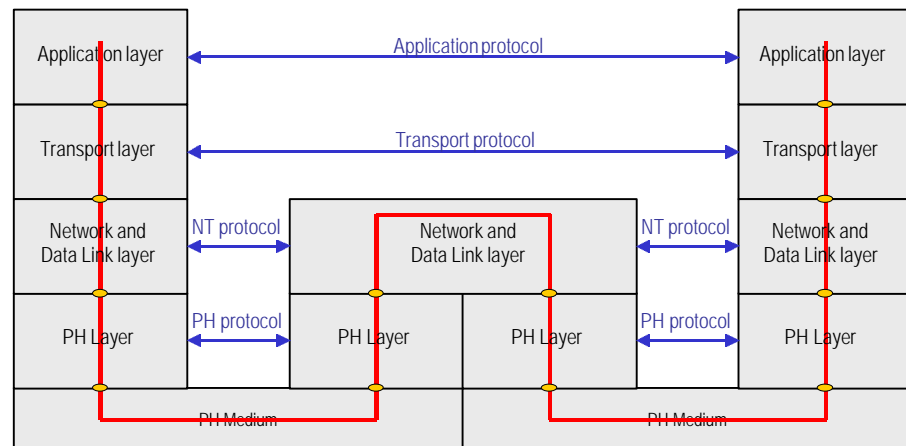 Application layer
Application protocol
Application layer
Transport layer
Transport protocol
Transport layer
Network and
Data Link layer
NT protocol
Network and
Data Link layer
NT protocol
Network and
Data Link layer
PH Layer
PH protocol
PH Layer
PH Layer
PH protocol
PH Layer
PH Medium
PH Medium